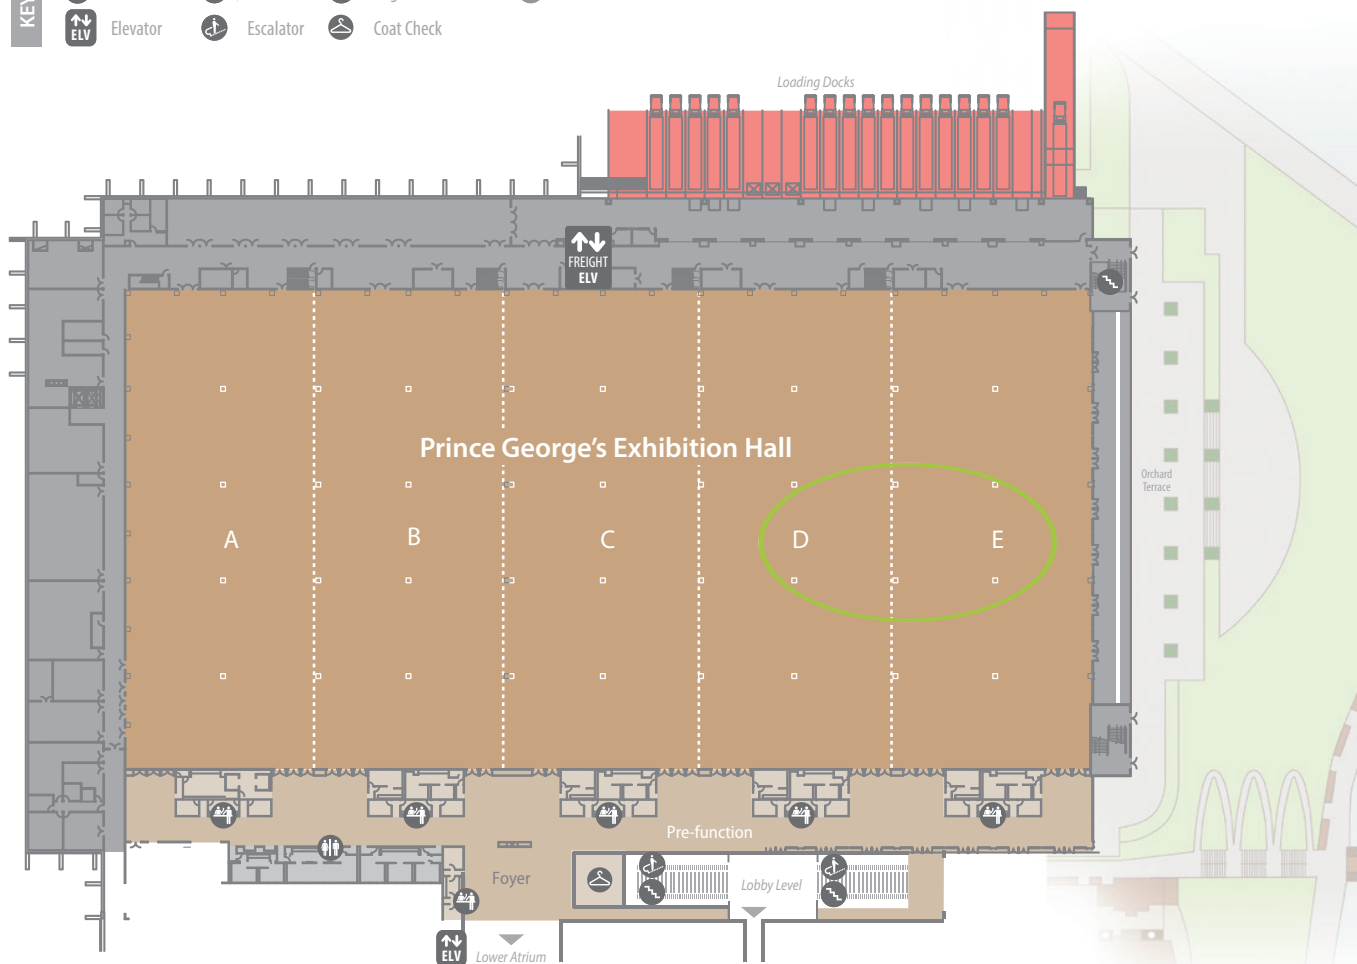 KEY
ELV
Elevator
Escalator
Coat Check
Loading Docks
FREIGHT
ELV
Prince George's Exhibition Hall
Orchard
Terrace
A
B
C
D
E
Pre-function
Foyer
Lobby Level
ELV
Lower Atrium